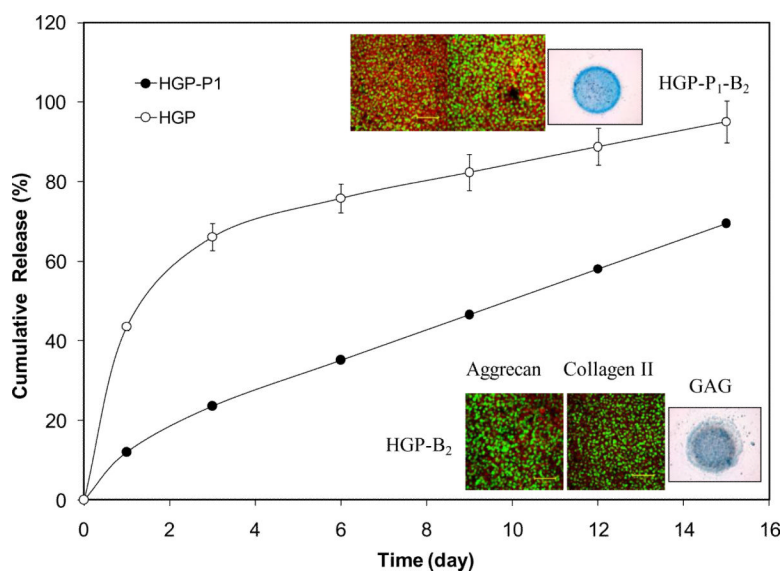 120
100
80
60
40
20
0
Cumulative Release (%)
HGP-P1
HGP
HGP-P₁-B₂
Aggrecan Collagen II GAG
HGP-B₂
0 2 4 6 8 10 12 14 16
Time (day)